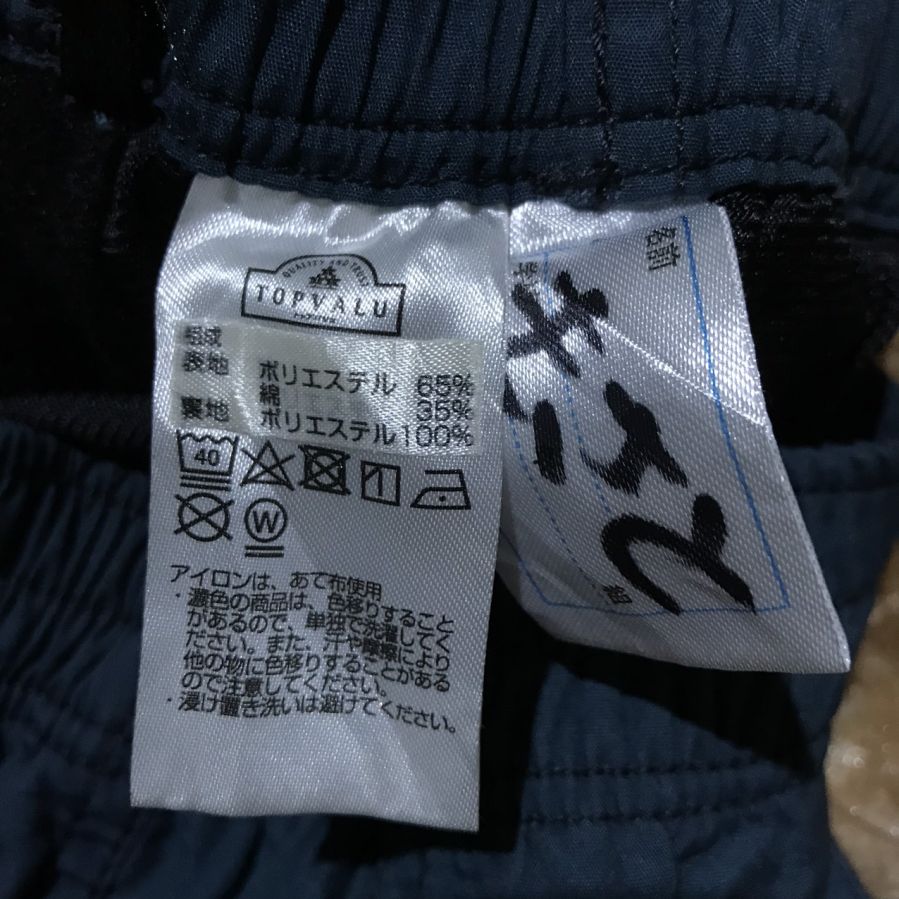 QUALITY AND TRUST
TOPVALU
組成
表地 ポリエステル 65%
綿 35%
裏地 ポリエステル 100%
40
W
アイロンは、あて布使用
・濃色の商品は、色移りすること
があるので、単独で洗濯してく
ださい。また、汗や摩擦により
他の物に色移りすることがある
ので注意してください。
・浸け置き洗いは避けてください。
名前